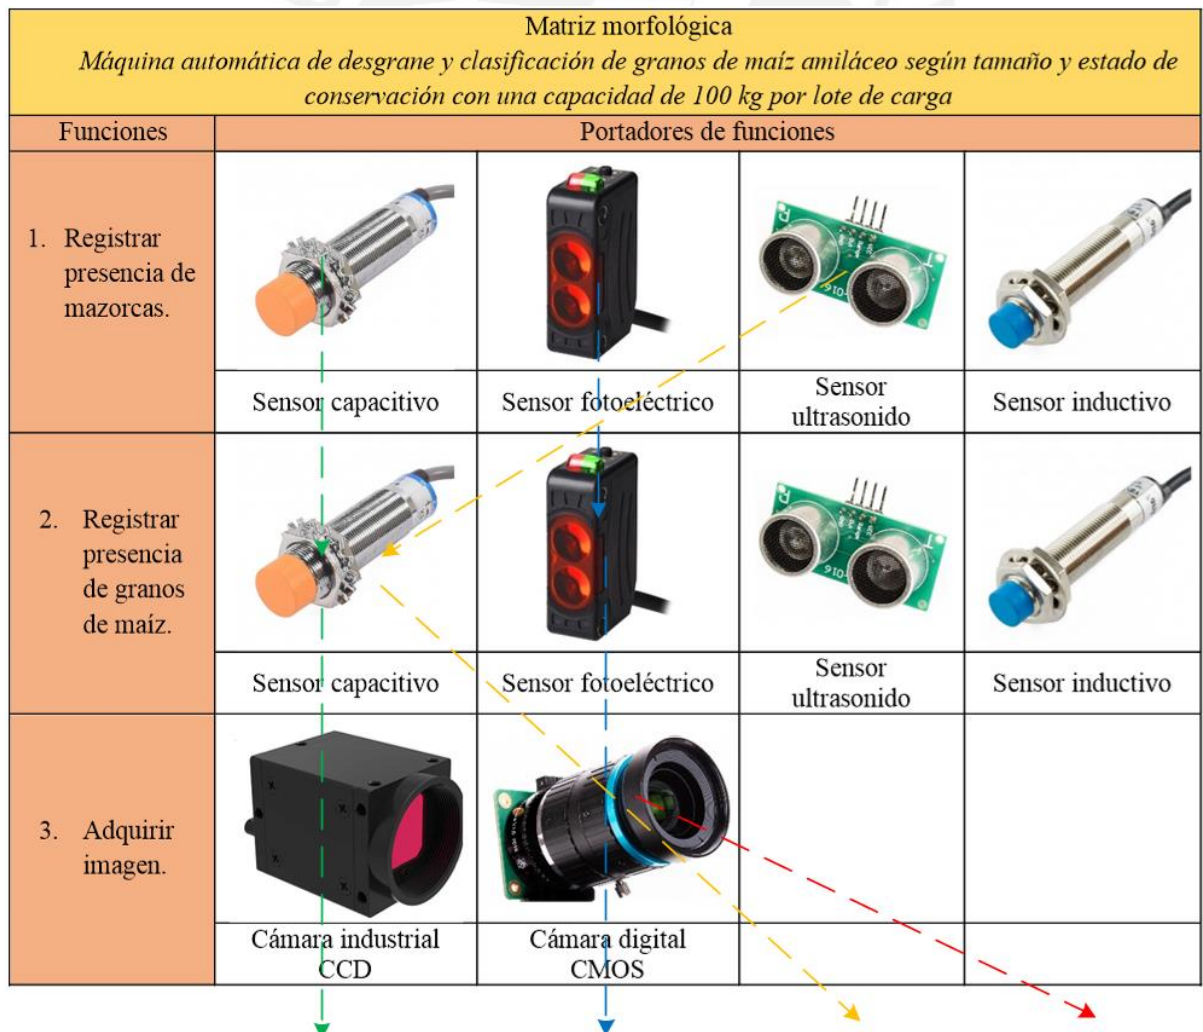 Matriz morfológica
Máquina automática de desgrane y clasificación de granos de maíz amiláceo según tamaño y estado de
conservación con una capacidad de 100 kg por lote de carga
Funciones
Portadores de funciones
1. Registrar
presencia de
mazorcas.
Sensor capacitivo
Sensor fotoeléctrico
Sensor
ultrasonido
Sensor inductivo
2. Registrar
presencia
de granos
de maíz.
Sensor capacitivo
Sensor fotoeléctrico
Sensor
ultrasonido
Sensor inductivo
3. Adquirir
imagen.
Cámara industrial
CCD
Cámara digital
CMOS